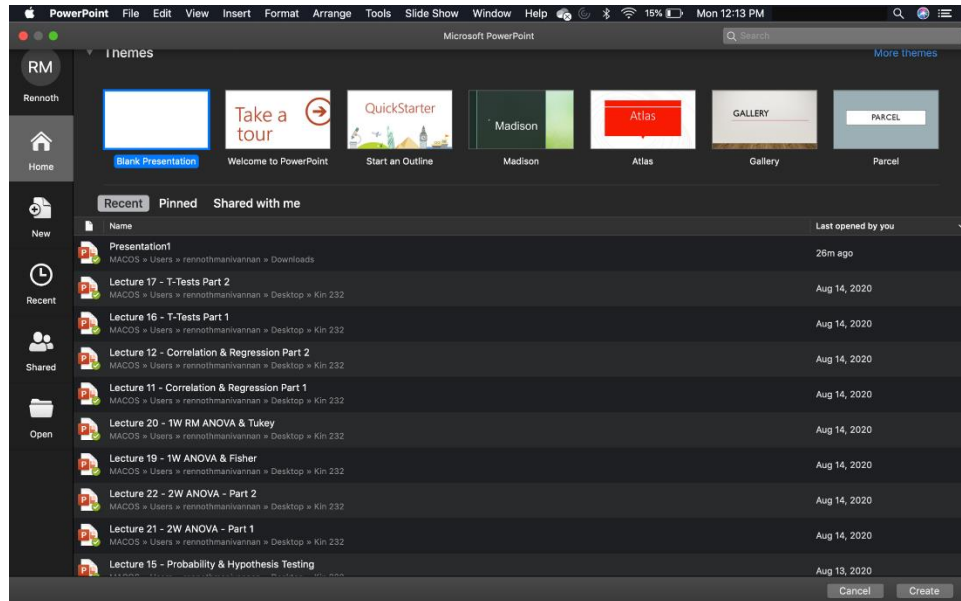 PowerPoint File Edit View Insert Format Arrange Tools Slide Show Window Help 15% Mon 12:13 PM
Microsoft PowerPoint
Search
RM
Rennoth
Home
New
Recent
Shared
Open
Themes
More themes
Take a tour
QuickStarter
Madison
Atlas
GALLERY
PARCEL
Blank Presentation
Welcome to PowerPoint
Start an Outline
Madison
Atlas
Gallery
Parcel
Recent Pinned Shared with me
Name Last opened by you
Presentation1
MACOS » Users » rennothmanivannan » Downloads
26m ago
Lecture 17 - T-Tests Part 2
MACOS » Users » rennothmanivannan » Desktop » Kin 232
Aug 14, 2020
Lecture 16 - T-Tests Part 1
MACOS » Users » rennothmanivannan » Desktop » Kin 232
Aug 14, 2020
Lecture 12 - Correlation & Regression Part 2
MACOS » Users » rennothmanivannan » Desktop » Kin 232
Aug 14, 2020
Lecture 11 - Correlation & Regression Part 1
MACOS » Users » rennothmanivannan » Desktop » Kin 232
Aug 14, 2020
Lecture 20 - 1W RM ANOVA & Tukey
MACOS » Users » rennothmanivannan » Desktop » Kin 232
Aug 14, 2020
Lecture 19 - 1W ANOVA & Fisher
MACOS » Users » rennothmanivannan » Desktop » Kin 232
Aug 14, 2020
Lecture 22 - 2W ANOVA - Part 2
MACOS » Users » rennothmanivannan » Desktop » Kin 232
Aug 14, 2020
Lecture 21 - 2W ANOVA - Part 1
MACOS » Users » rennothmanivannan » Desktop » Kin 232
Aug 14, 2020
Lecture 15 - Probability & Hypothesis Testing
Aug 13, 2020
Cancel Create